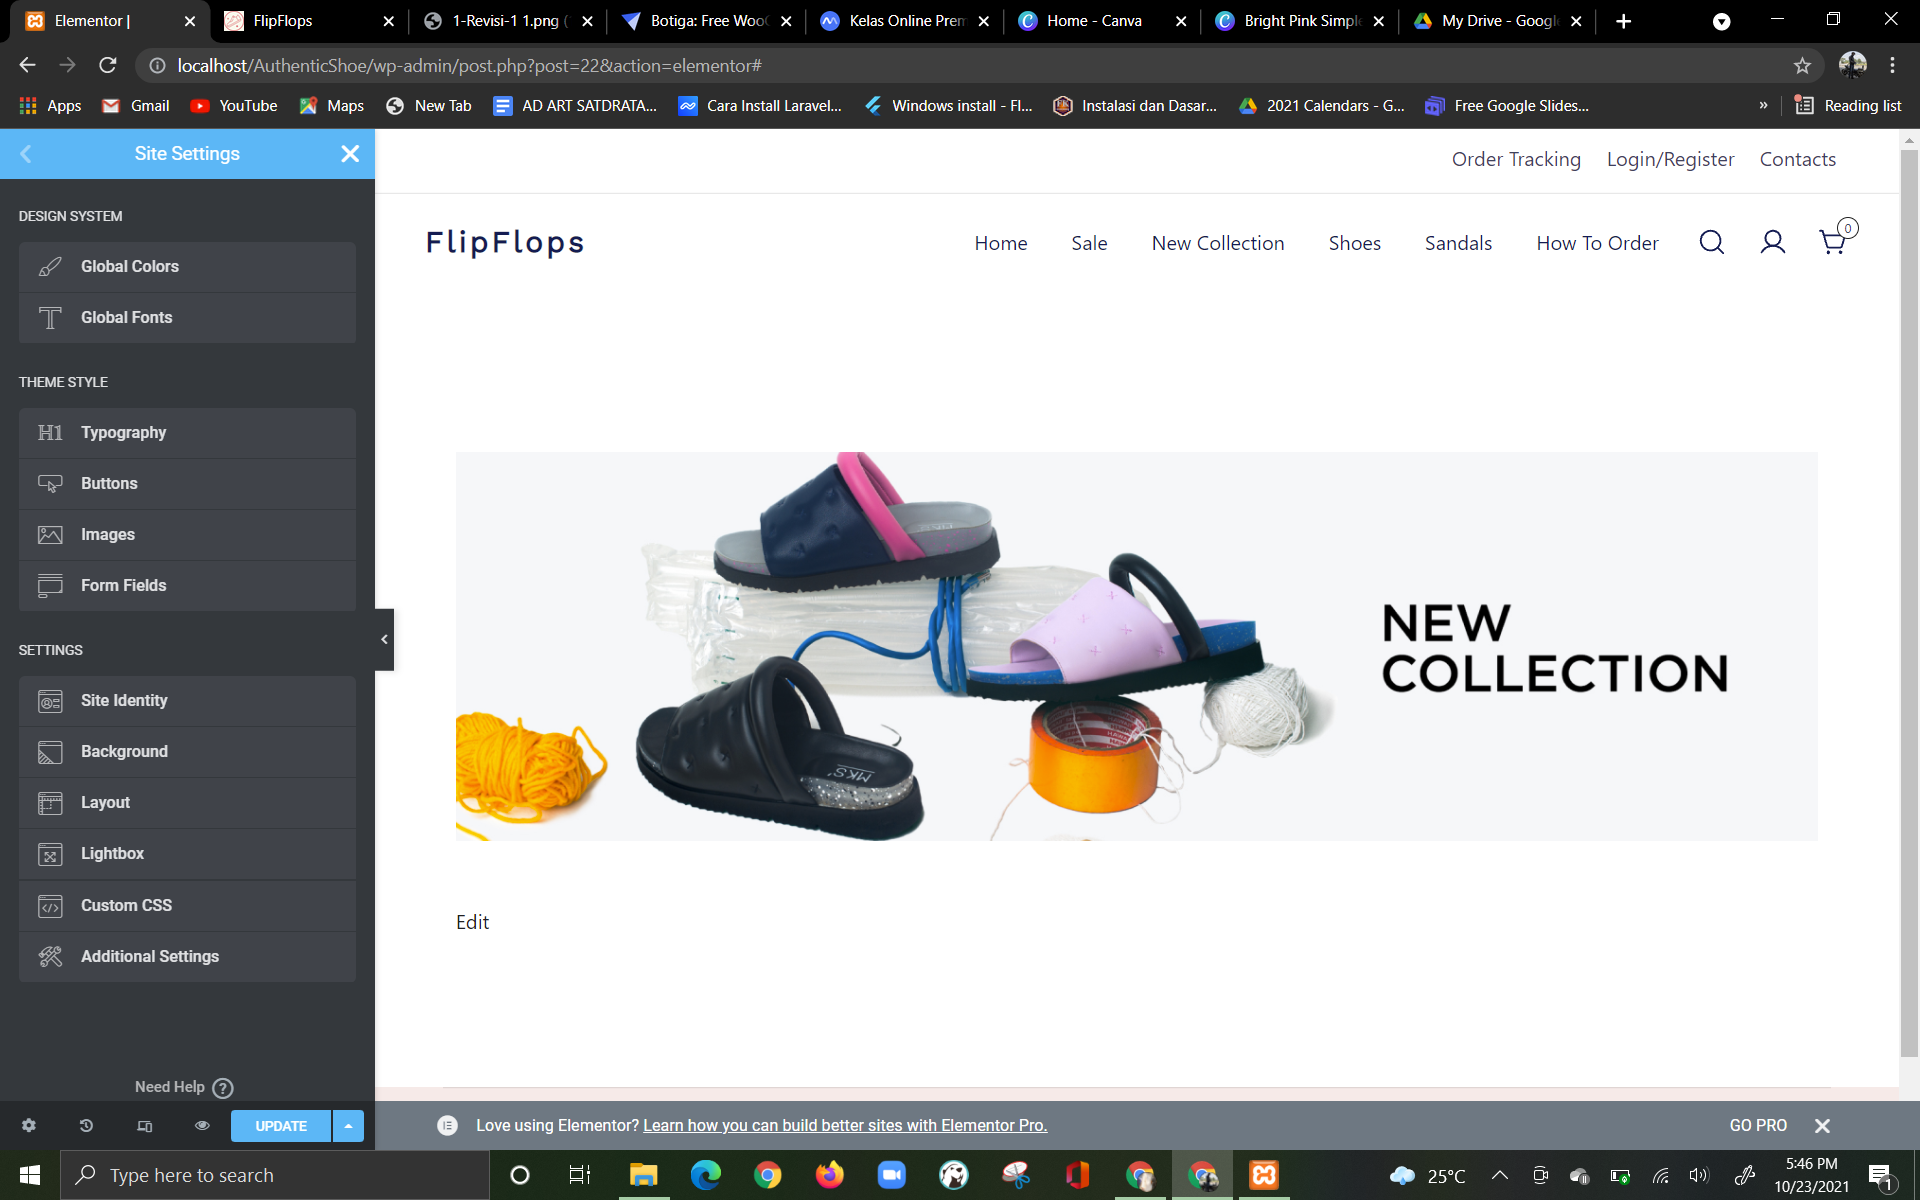 Elementor |
FlipFlops
1-Revisi-1 1.png (
Botiga: Free Woo
Kelas Online Prem
Home - Canva
Bright Pink Simple
My Drive - Google
localhost/AuthenticShoe/wp-admin/post.php?post=22&action=elementor#
Apps
Gmail
YouTube
Maps
New Tab
AD ART SATDRATA...
Cara Install Laravel...
Windows install - Fl...
Instalasi dan Dasar...
2021 Calendars - G...
Free Google Slides...
»
Reading list
Site Settings
DESIGN SYSTEM
Global Colors
Global Fonts
THEME STYLE
H1 Typography
Buttons
Images
Form Fields
SETTINGS
Site Identity
Background
Layout
Lightbox
Custom CSS
Additional Settings
Need Help ?
UPDATE
Order Tracking
Login/Register
Contacts
FlipFlops
Home
Sale
New Collection
Shoes
Sandals
How To Order
0
NEW
COLLECTION
MKS'
Edit
Love using Elementor? Learn how you can build better sites with Elementor Pro.
GO PRO
Type here to search
25°C
5:46 PM
10/23/2021
1